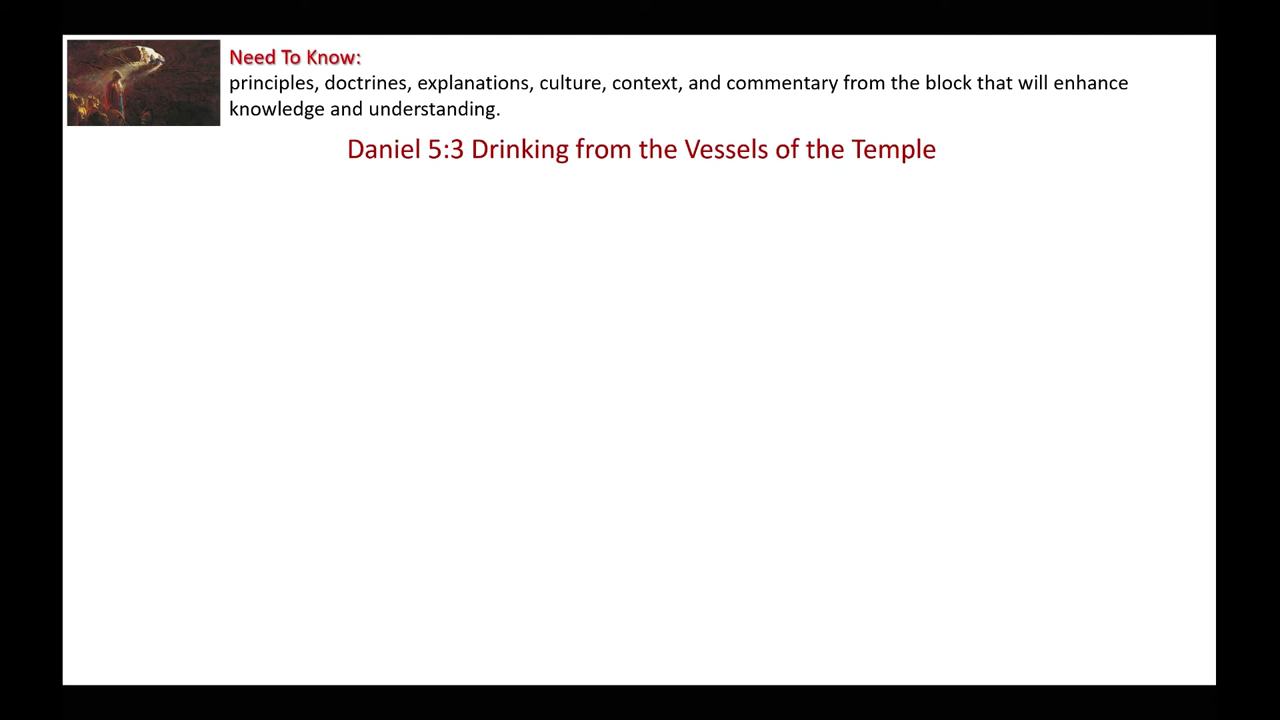 Need To Know:
principles, doctrines, explanations, culture, context, and commentary from the block that will enhance
knowledge and understanding.
Daniel 5:3 Drinking from the Vessels of the Temple